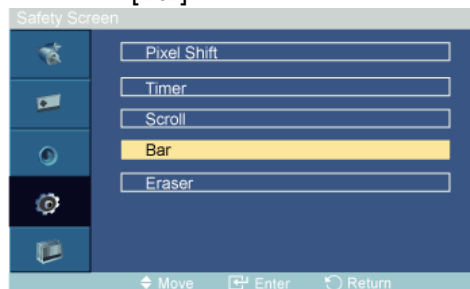 Safety Screen
Pixel Shift
Timer
Scroll
Bar
Eraser
Move Enter Return